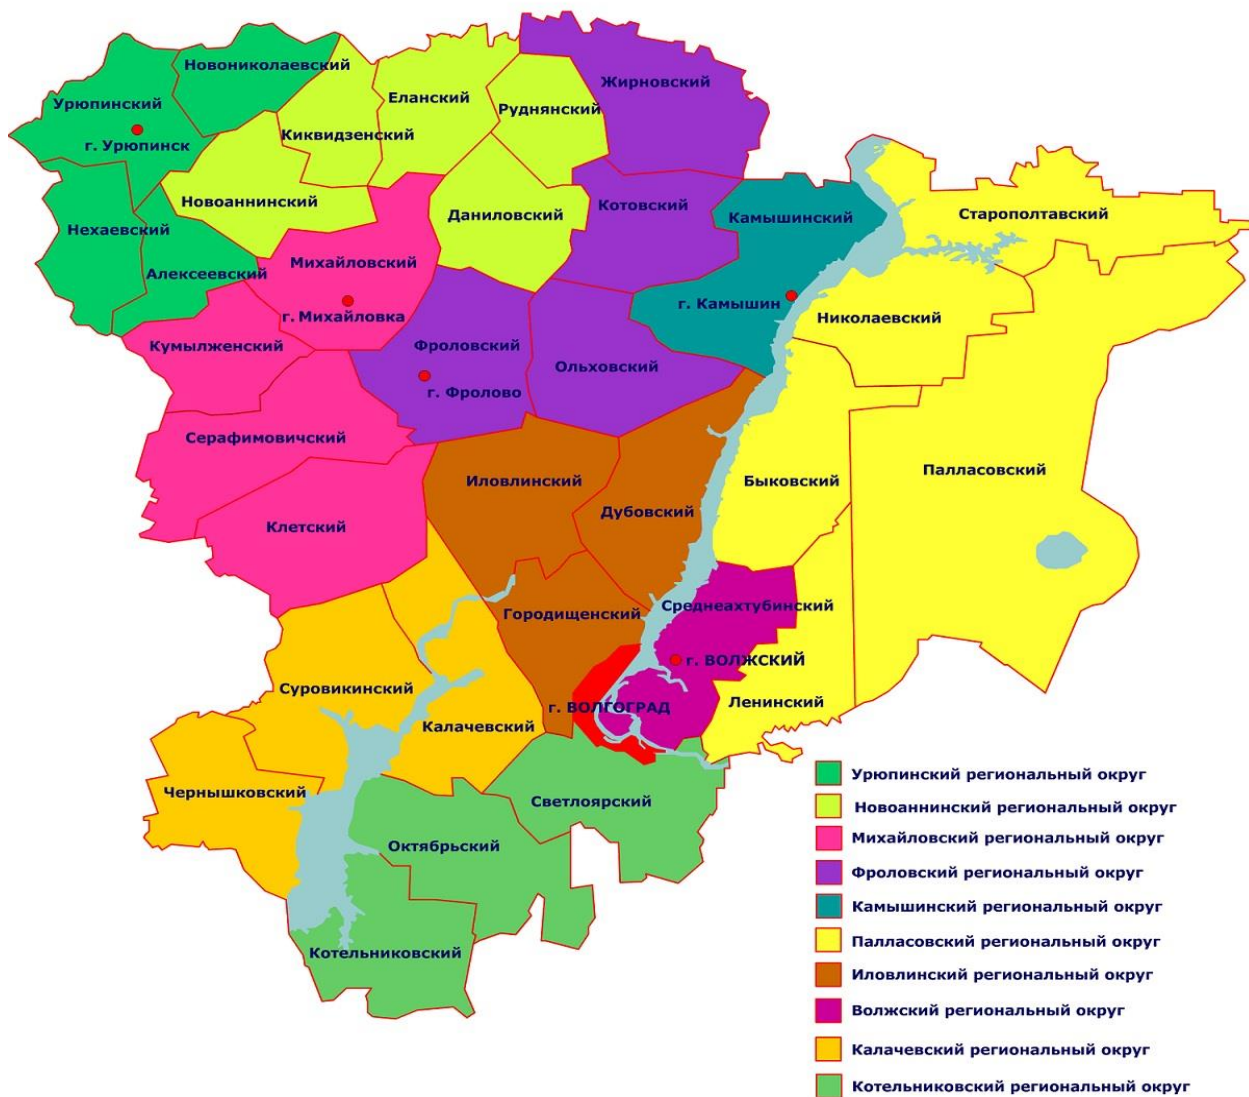 Новониколаевский
Жирновский
Еланский
Урюпинский
Руднянский
Киквидзенский
г. Урюпинск
Новоаннинский
Котовский
Даниловский
Камышинский
Старополтавский
Нехаевский
Михайловский
Алексеевский
г. Камышин
г. Михайловка
Николаевский
Кумылженский
Фроловский
Ольховский
г. Фролово
Серафимовичский
Палласовский
Иловлинский
Быковский
Дубовский
Клетский
Среднеахтубинский
Городищенский
г. ВОЛЖСКИЙ
Суровикинский
Ленинский
г. ВОЛГОГРАД
Калачевский
Чернышковский
Светлоярский
Октябрьский
Котельниковский
Урюпинский региональный округ
Новоаннинский региональный округ
Михайловский региональный округ
Фроловский региональный округ
Камышинский региональный округ
Палласовский региональный округ
Иловлинский региональный округ
Волжский региональный округ
Калачевский региональный округ
Котельниковский региональный округ